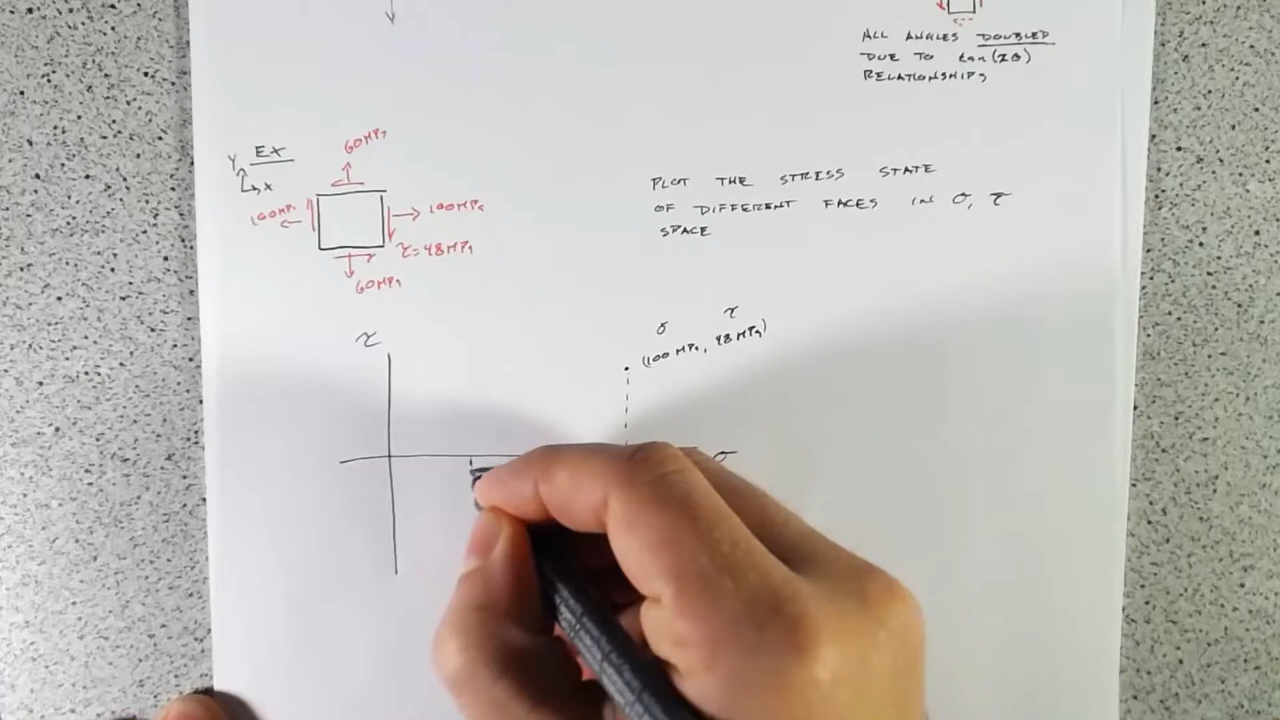 ALL ANGLES DOUBLED
DUE TO tan(2θ)
RELATIONSHIPS
Y EX
x
60MPa
100MPa
100MPa
τ=48MPa
60MPa
PLOT THE STRESS STATE
OF DIFFERENT FACES IN σ, τ
SPACE
τ
σ τ
(100 MPa, 48 MPa)
σ